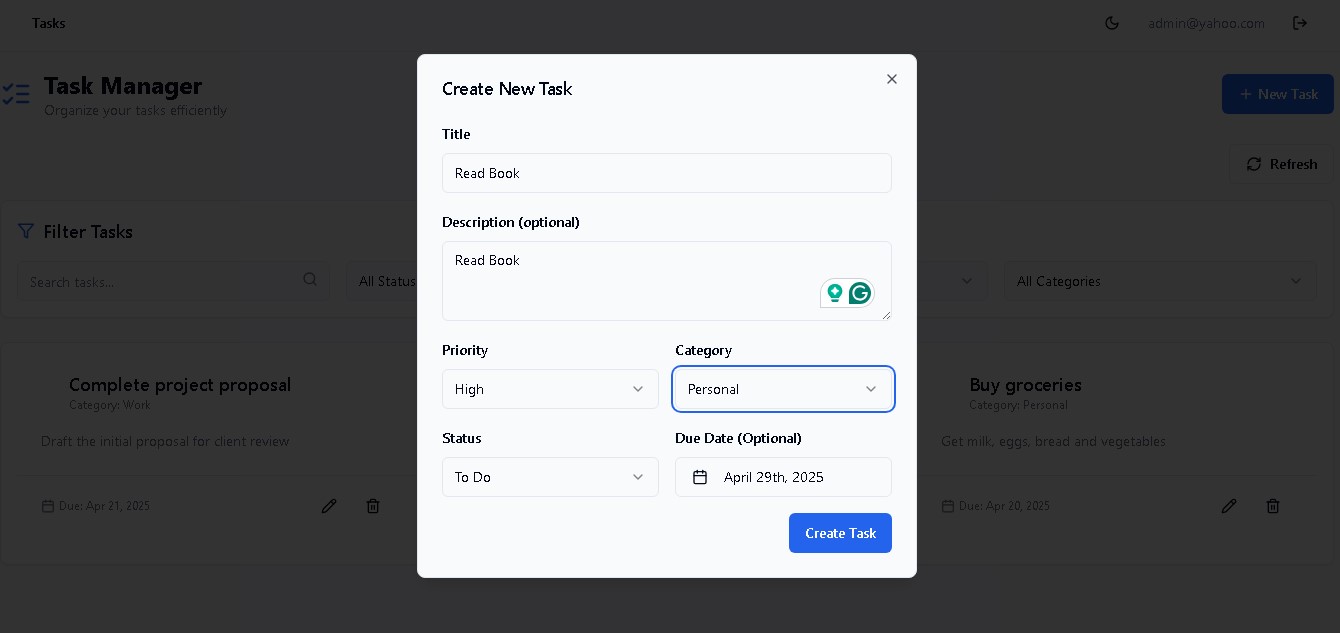 Tasks
admin@yahoo.com
Task Manager
Organize your tasks efficiently
+ New Task
Refresh
Filter Tasks
Search tasks...
All Status
All Categories
Complete project proposal
Category: Work
Draft the initial proposal for client review
Due: Apr 21, 2025
Buy groceries
Category: Personal
Get milk, eggs, bread and vegetables
Due: Apr 20, 2025
Create New Task
Title
Read Book
Description (optional)
Read Book
Priority
Category
High
Personal
Status
Due Date (Optional)
To Do
April 29th, 2025
Create Task